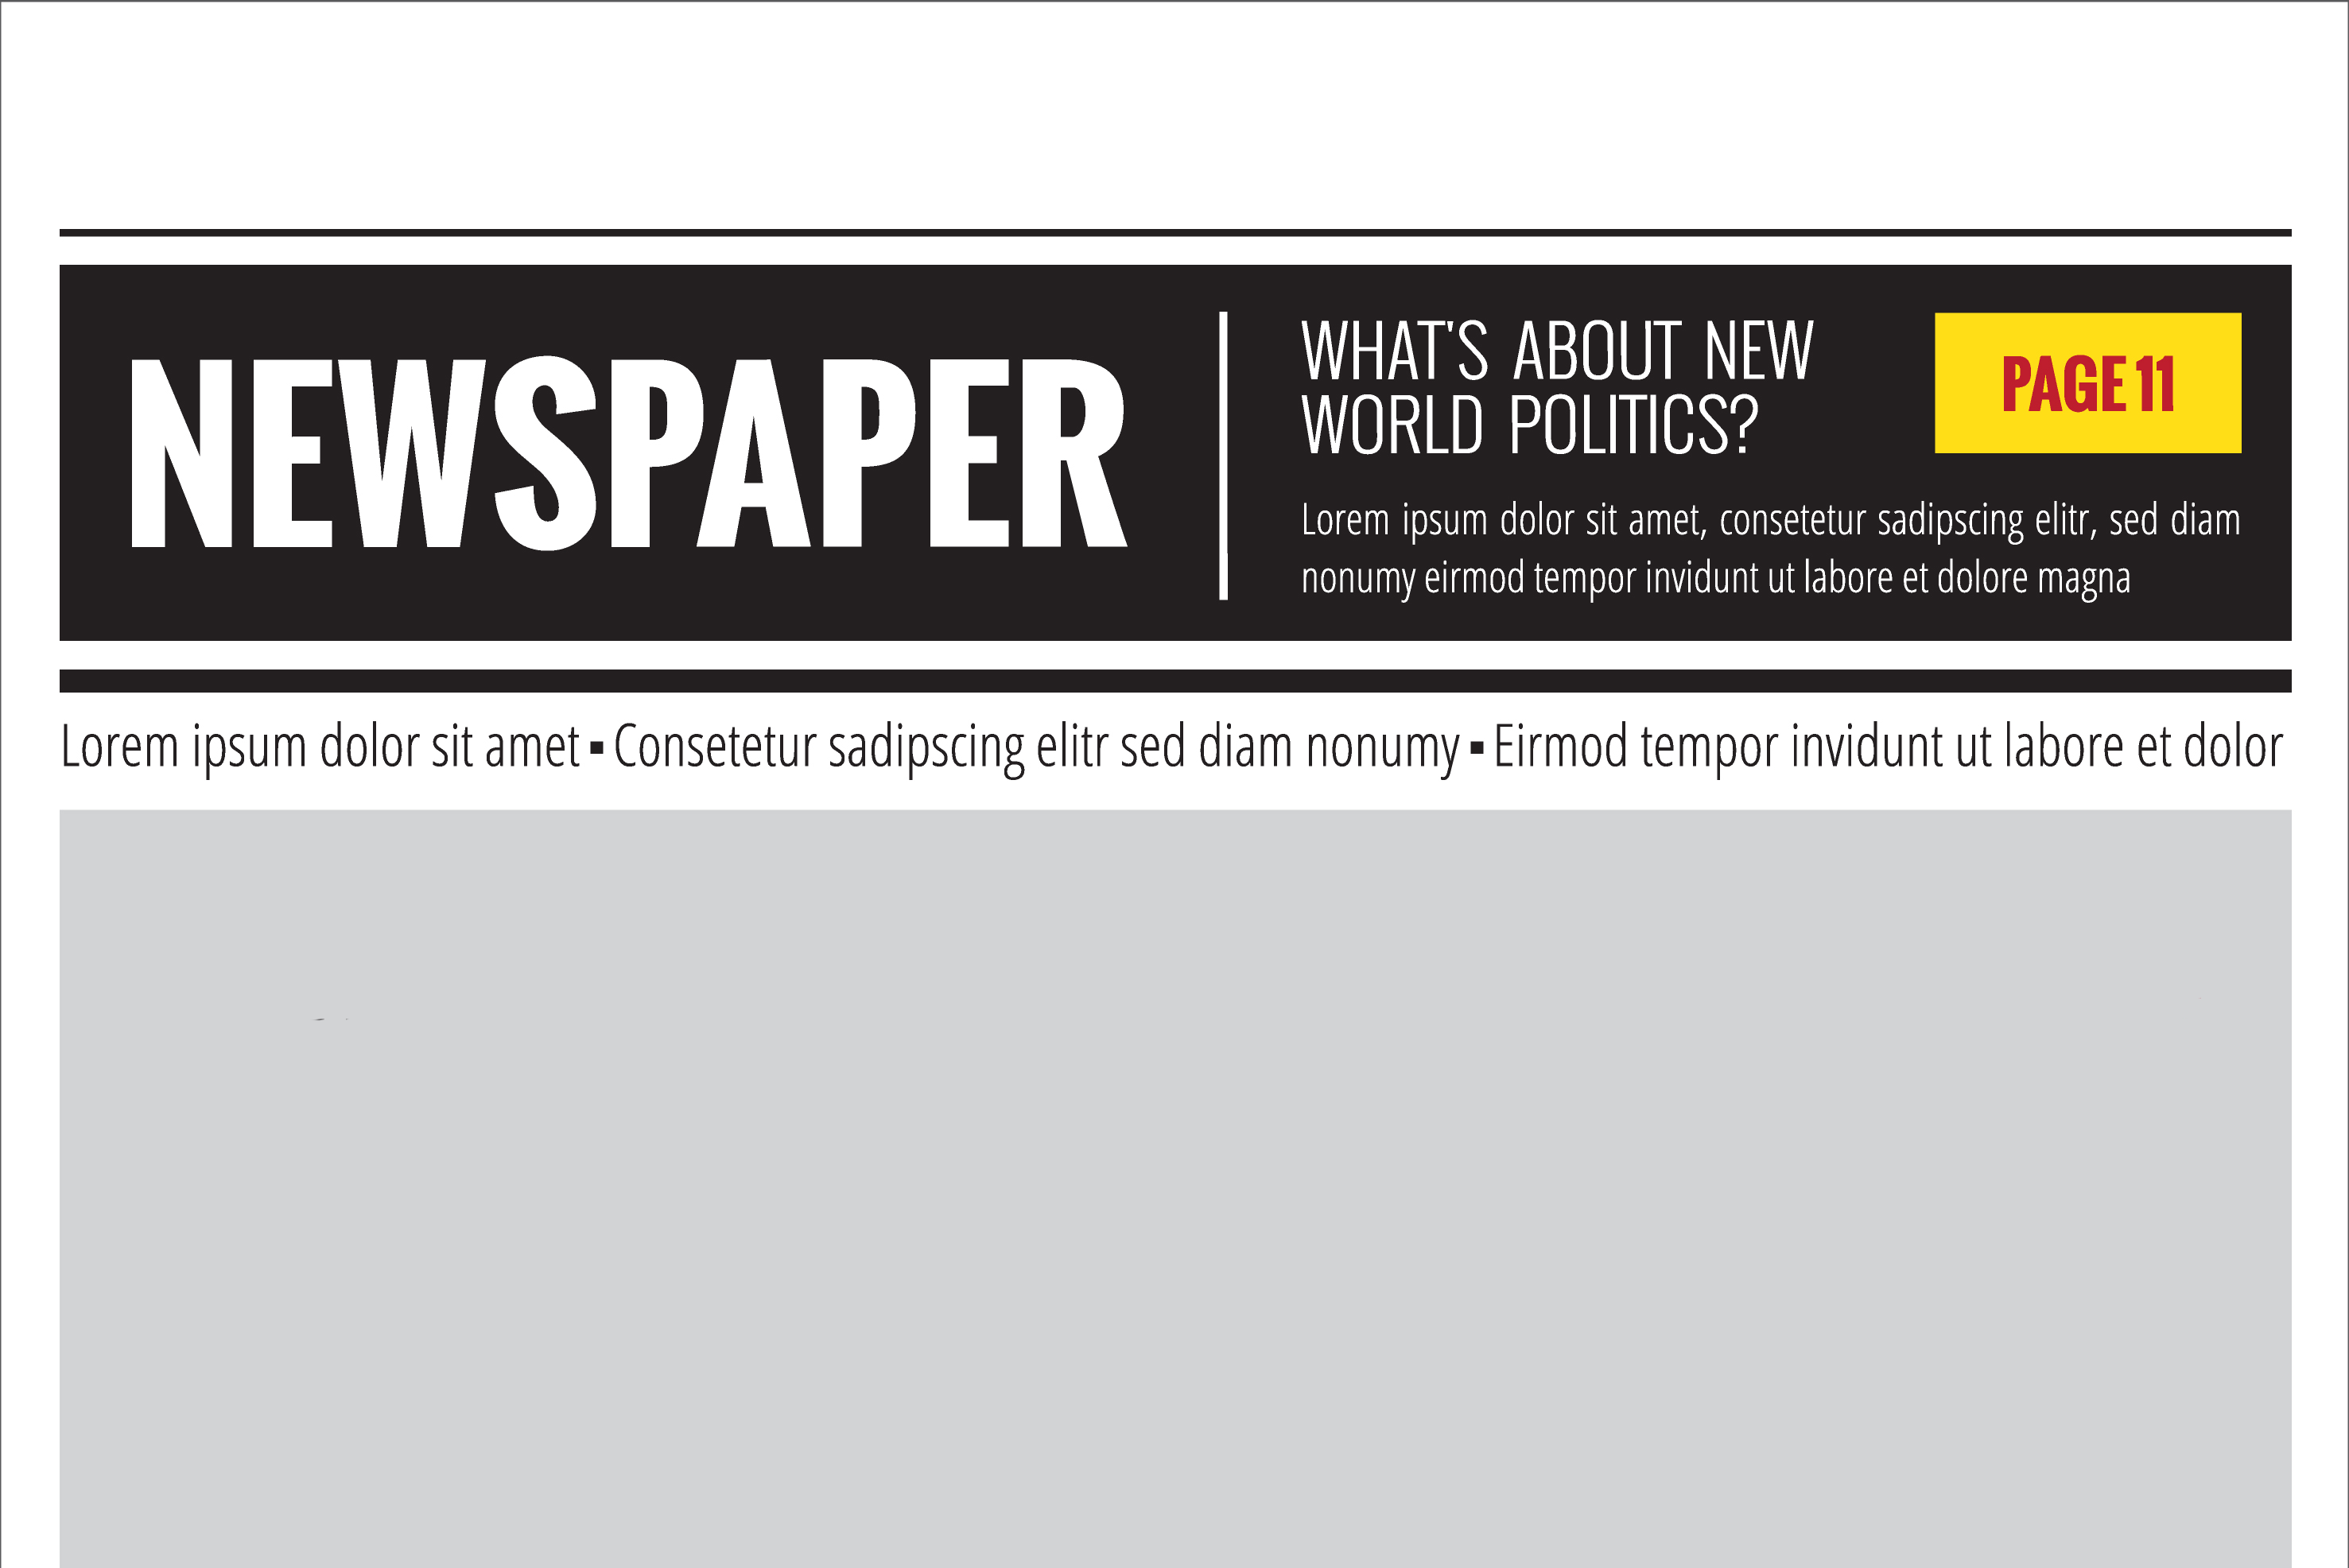 NEWSPAPER
WHAT'S ABOUT NEW
WORLD POLITICS?
PAGE 11
Lorem ipsum dolor sit amet, consetetur sadipscing elitr, sed diam
nonumy eirmod tempor invidunt ut labore et dolore magna
Lorem ipsum dolor sit amet ▪ Consetetur sadipscing elitr sed diam nonumy ▪ Eirmod tempor invidunt ut labore et dolor